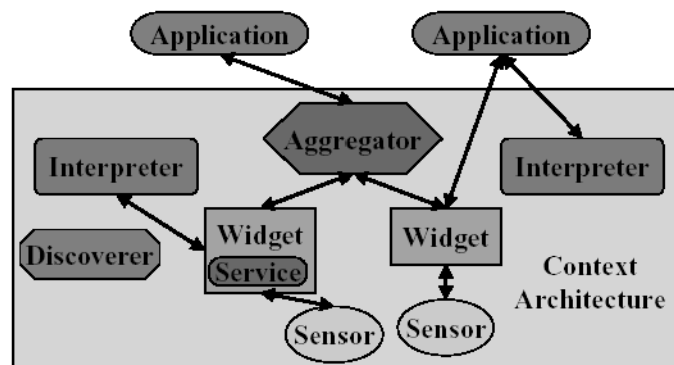 Application
Application
Aggregator
Interpreter
Interpreter
Widget
Widget
Discoverer
Service
Context
Architecture
Sensor
Sensor